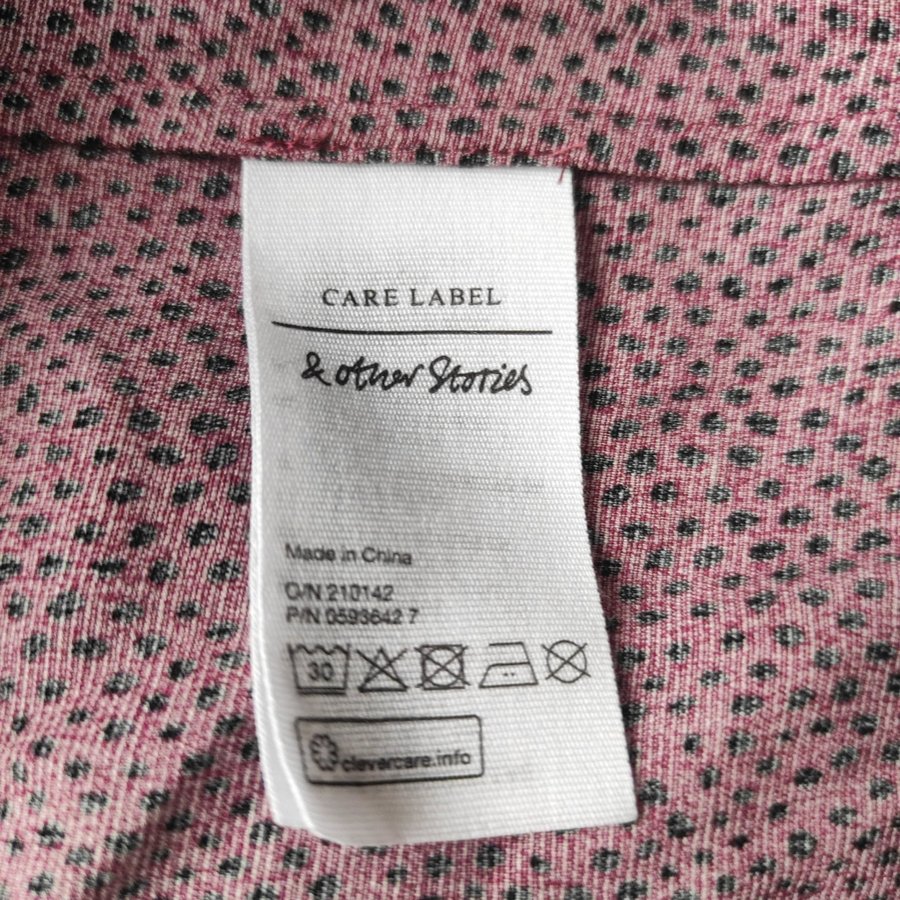 CARE LABEL
& other Stories
Made in China
O/N 210142
P/N 0593642 7
30
clevercare.info